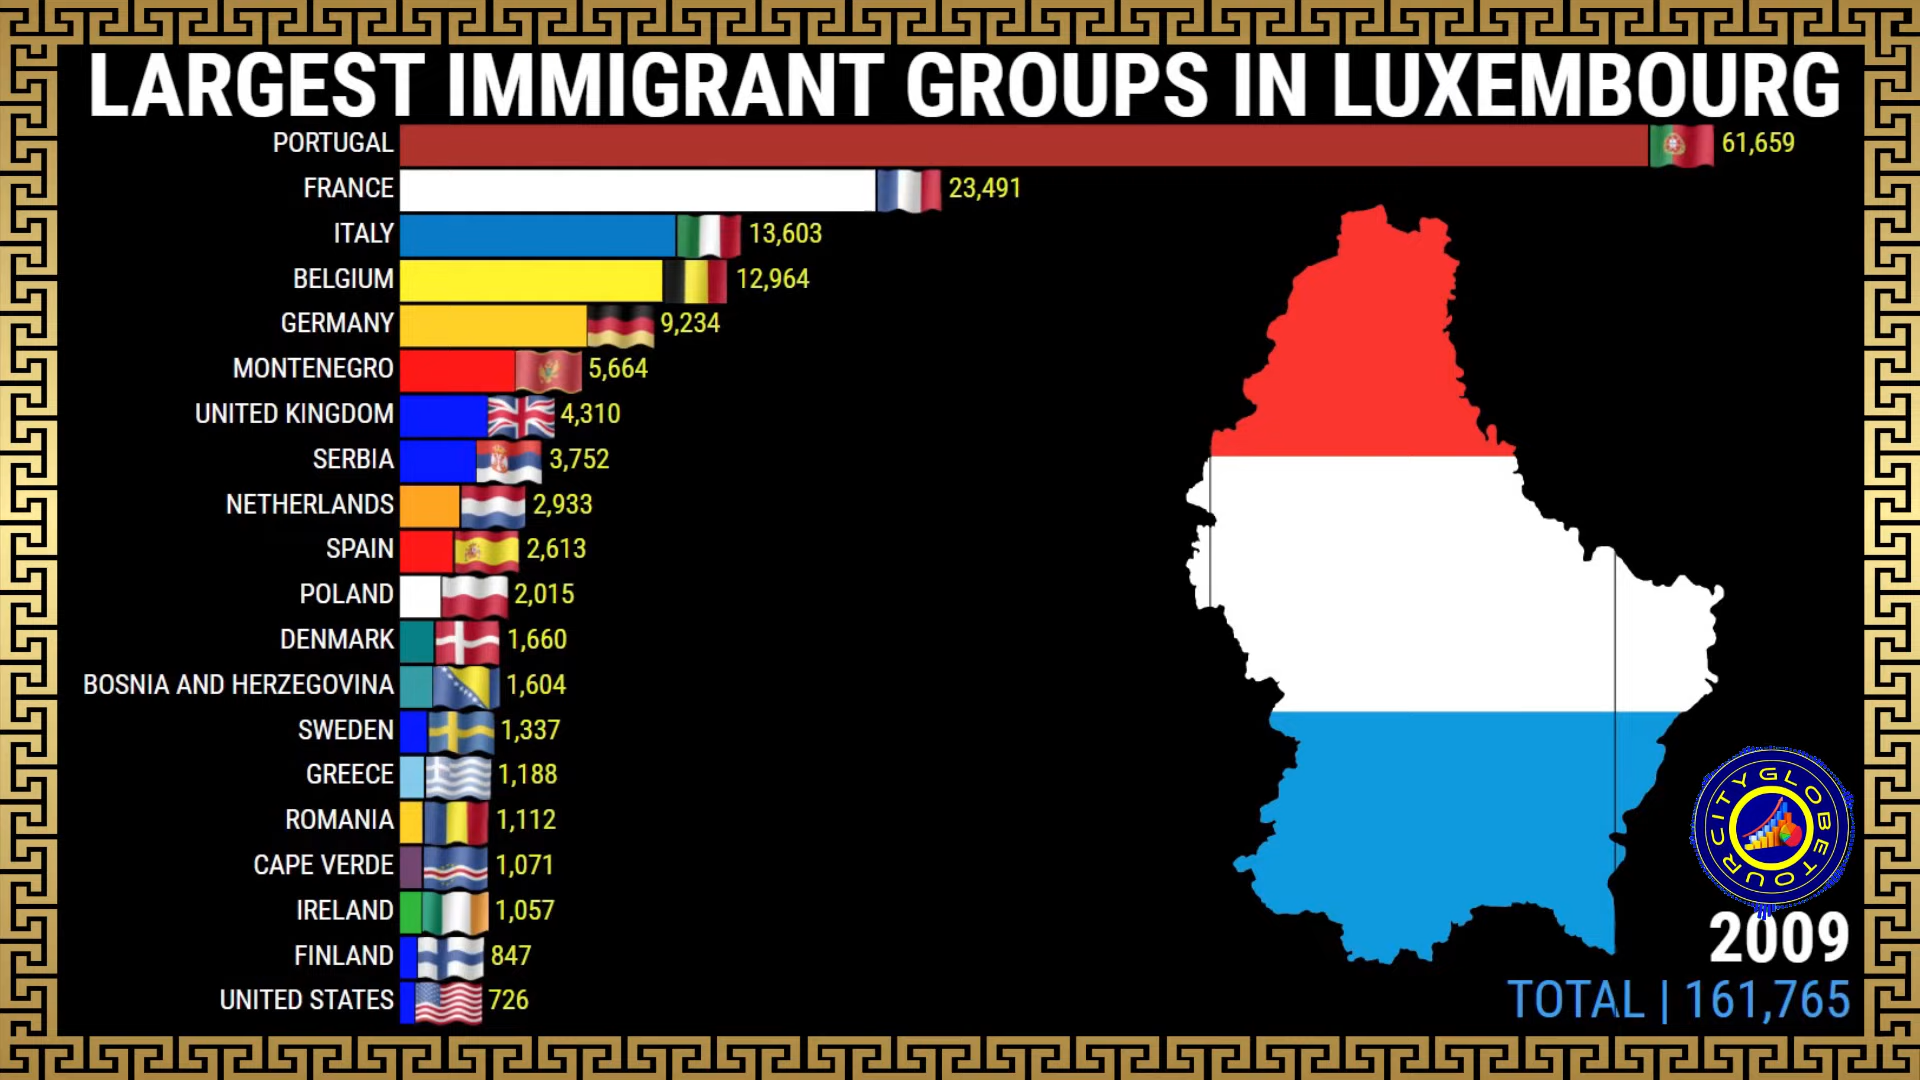 LARGEST IMMIGRANT GROUPS IN LUXEMBOURG
PORTUGAL 61,659
FRANCE 23,491
ITALY 13,603
BELGIUM 12,964
GERMANY 9,234
MONTENEGRO 5,664
UNITED KINGDOM 4,310
SERBIA 3,752
NETHERLANDS 2,933
SPAIN 2,613
POLAND 2,015
DENMARK 1,660
BOSNIA AND HERZEGOVINA 1,604
SWEDEN 1,337
GREECE 1,188
ROMANIA 1,112
CAPE VERDE 1,071
IRELAND 1,057
FINLAND 847
UNITED STATES 726
CITYGLOBETOUR
2009
TOTAL | 161,765